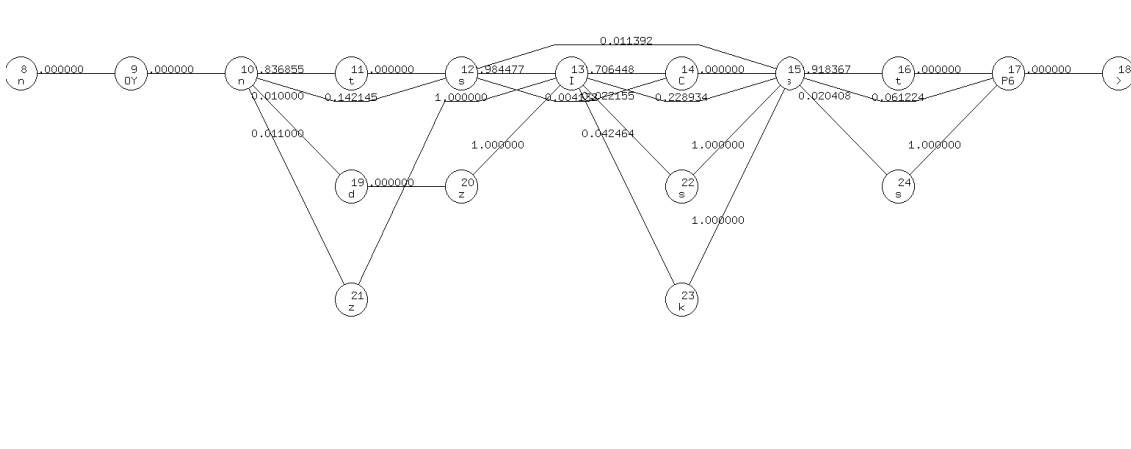 0.011392
8 .000000 9 .000000 10 .836855 11 .000000 12 .984477 13 .706448 14 .000000 15 .918367 16 .000000 17 .000000 18
n OY n t s I C s t P6 >
0.010000 0.142145 1.000000 0.228934 0.020408 0.061224
0.011000 0.042464
1.000000 1.000000 1.000000
19 .000000 20 22 24
d z s s
1.000000
21 23
z k